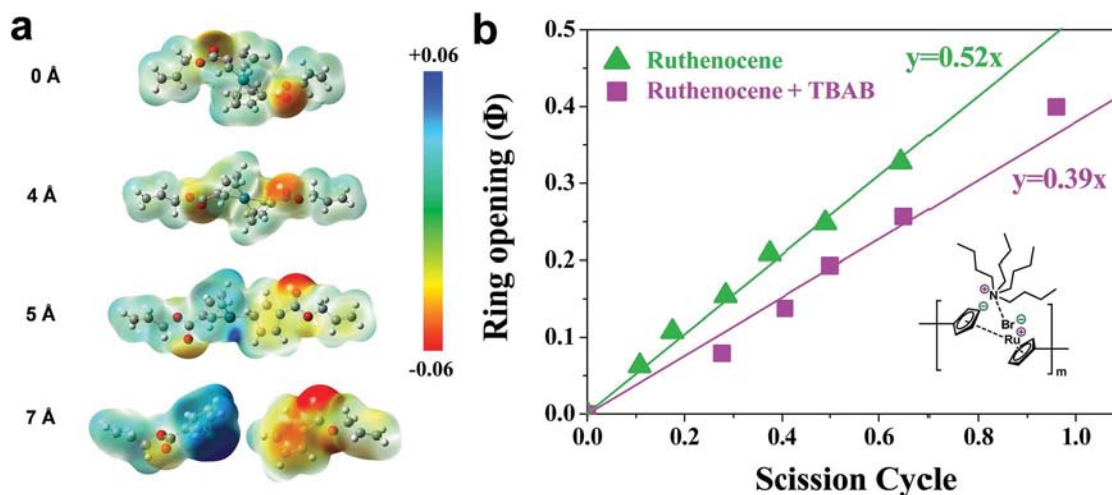 a
0 Å
4 Å
5 Å
7 Å
+0.06
-0.06
b
Ring opening (Φ)
0.5
0.4
0.3
0.2
0.1
0.0
Ruthenocene
Ruthenocene + TBAB
y=0.52x
y=0.39x
⊕ N ⊖
Br ⊖
Ru ⊕
m
0.0 0.2 0.4 0.6 0.8 1.0
Scission Cycle